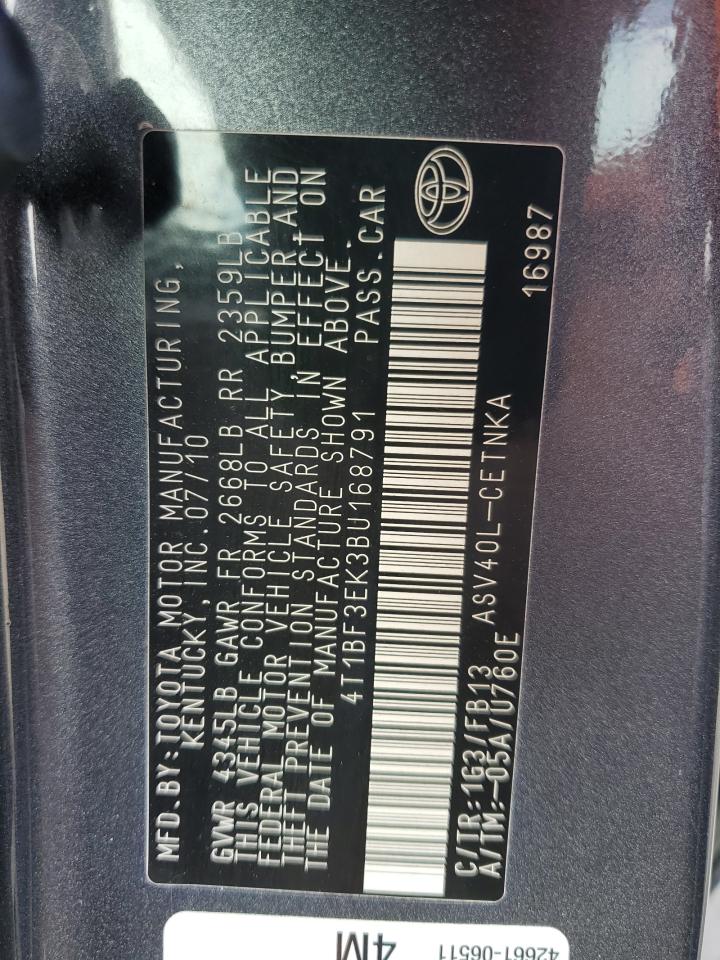 MFD.BY:TOYOTA MOTOR MANUFACTURING,
KENTUCKY, INC.07/10
GVWR 4345LB GAWR FR 2668LB RR 2359LB
THIS VEHICLE CONFORMS TO ALL APPLICABLE
FEDERAL MOTOR VEHICLE SAFETY,BUMPER,AND
THEFT PREVENTION STANDARDS IN EFFECT ON
THE DATE OF MANUFACTURE SHOWN ABOVE.
4T1BF3EK3BU168791 PASS.CAR
C/TR:1G3/FB13 ASV40L-CETNKA
A/TM:-05A/U760E 16987
4M
42661-06511